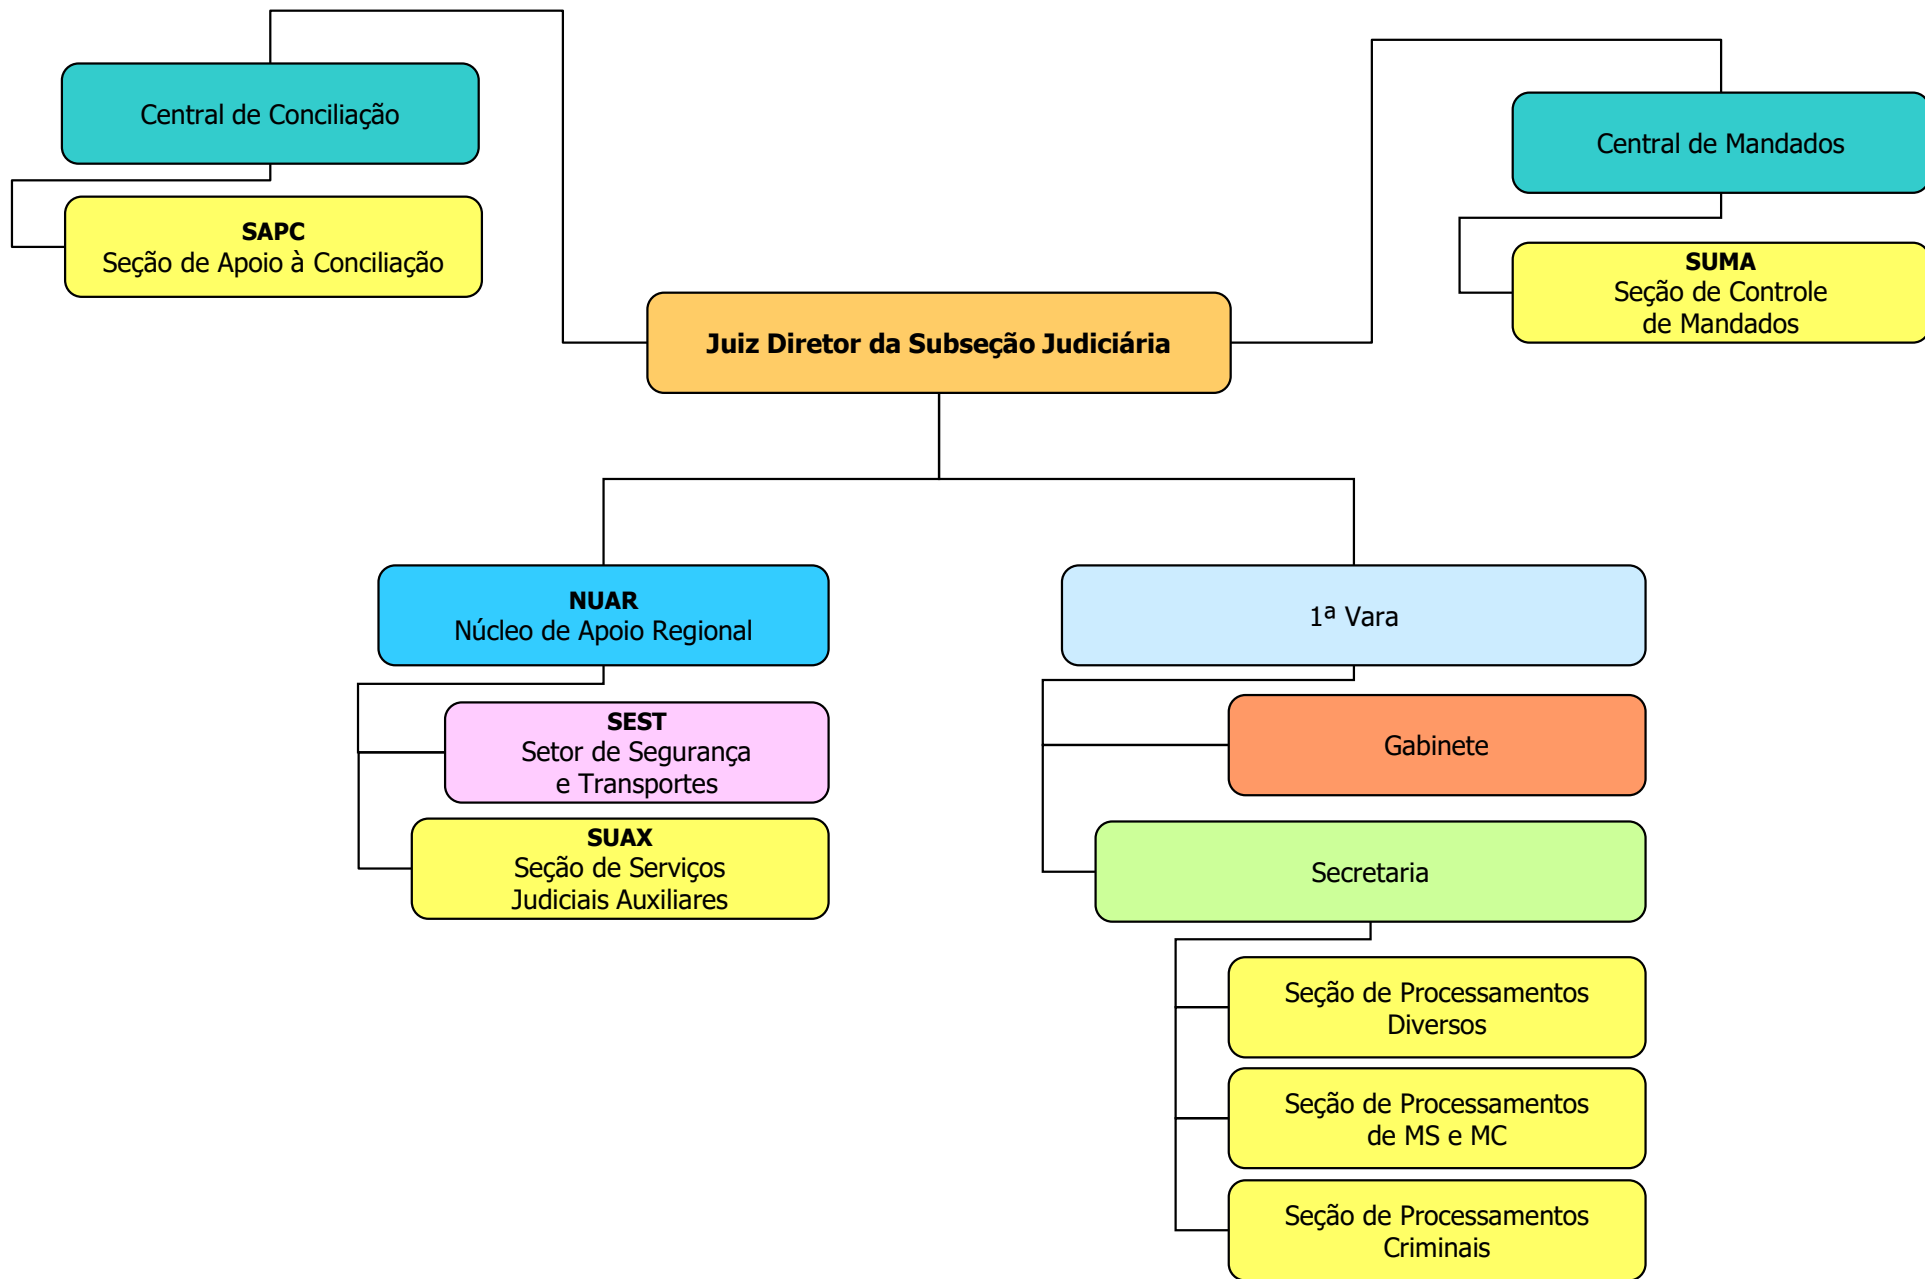 Central de Conciliação
SAPC
Seção de Apoio à Conciliação
Central de Mandados
SUMA
Seção de Controle
de Mandados
Juiz Diretor da Subseção Judiciária
NUAR
Núcleo de Apoio Regional
SEST
Setor de Segurança
e Transportes
SUAX
Seção de Serviços
Judiciais Auxiliares
1ª Vara
Gabinete
Secretaria
Seção de Processamentos
Diversos
Seção de Processamentos
de MS e MC
Seção de Processamentos
Criminais